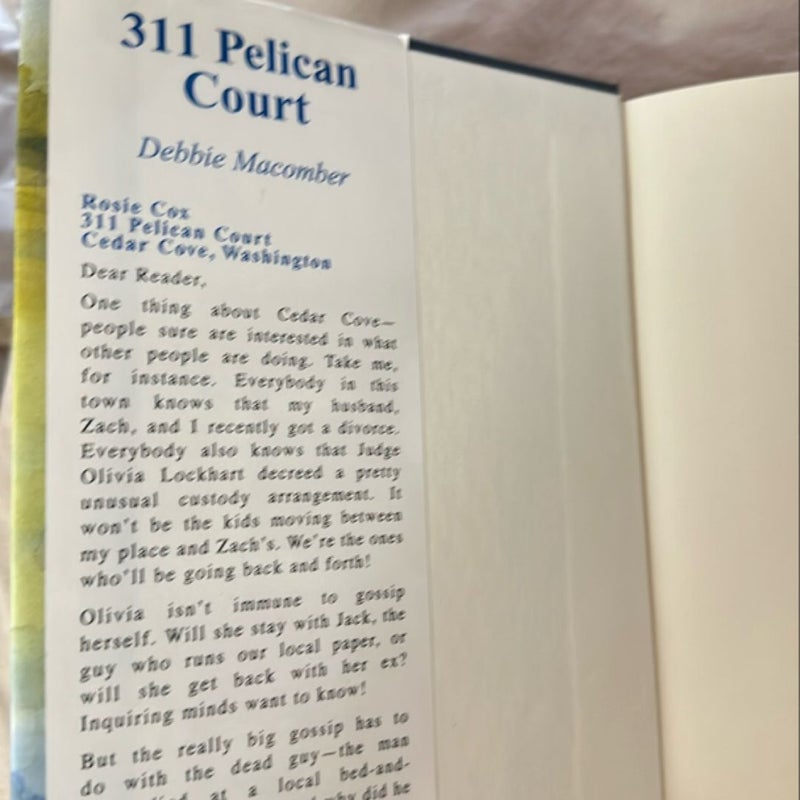 311 Pelican
Court
Debbie Macomber
Rosie Cox
311 Pelican Court
Cedar Cove, Washington
Dear Reader,
One thing about Cedar Cove—
people sure are interested in what
other people are doing. Take me,
for instance. Everybody in this
town knows that my husband,
Zach, and I recently got a divorce.
Everybody also knows that Judge
Olivia Lockhart decreed a pretty
unusual custody arrangement. It
won't be the kids moving between
my place and Zach's. We're the ones
who'll be going back and forth!
Olivia isn't immune to gossip
herself. Will she stay with Jack, the
guy who runs our local paper, or
will she get back with her ex?
Inquiring minds want to know!
But the really big gossip has to
do with the dead guy—the man
at a local bed-and-
why did he